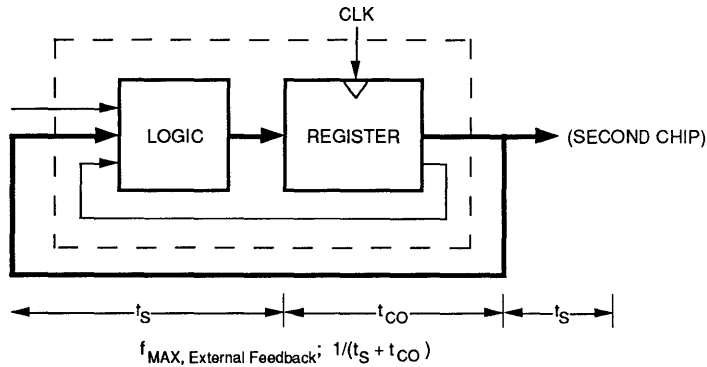 CLK
LOGIC
REGISTER
(SECOND CHIP)
tS
tCO
tS
fMAX, External Feedback; 1/(tS + tCO)